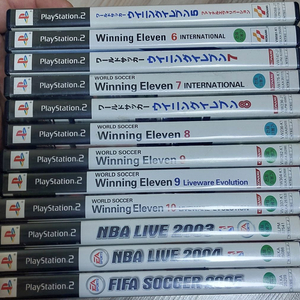 PlayStation.2 ワールドサッカー ウイニングイレブン5
PlayStation.2 Winning Eleven 6 INTERNATIONAL
PlayStation.2 ワールドサッカー ウイニングイレブン7
PlayStation.2 WORLD SOCCER
Winning Eleven 7 INTERNATIONAL
PlayStation.2 ワールドサッカー ウイニングイレブン8
PlayStation.2 WORLD SOCCER
Winning Eleven 8
PlayStation.2 WORLD SOCCER
Winning Eleven
PlayStation.2 WORLD SOCCER
Winning Eleven 9 Liveware Evolution
PlayStation.2 WORLD SOCCER
Winning Eleven 10
PlayStation.2 NBA LIVE 2003
PlayStation.2 NBA LIVE 2004
PlayStation.2 FIFA SOCCER 2005